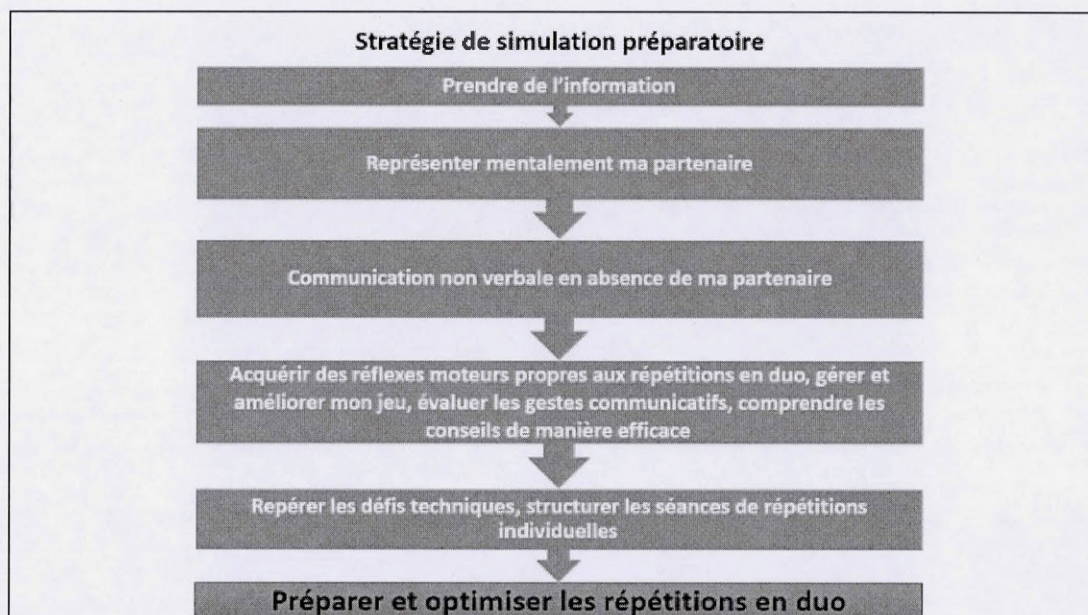 Stratégie de simulation préparatoire
Prendre de l'information
Représenter mentalement ma partenaire
Communication non verbale en absence de ma partenaire
Acquérir des réflexes moteurs propres aux répétitions en duo, gérer et
améliorer mon jeu, évaluer les gestes communicatifs, comprendre les
conseils de manière efficace
Repérer les défis techniques, structurer les séances de répétitions
individuelles
Préparer et optimiser les répétitions en duo